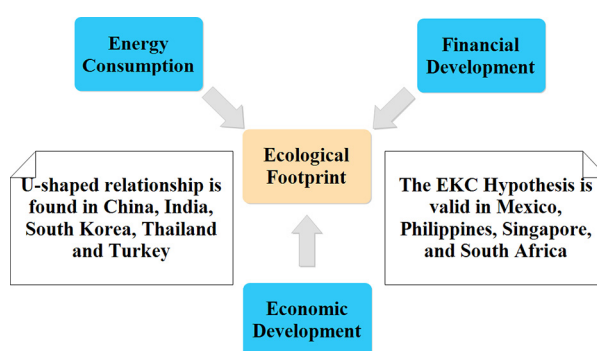 Energy
Consumption
Financial
Development
Ecological
Footprint
U-shaped relationship is
found in China, India,
South Korea, Thailand
and Turkey
The EKC Hypothesis is
valid in Mexico,
Philippines, Singapore,
and South Africa
Economic
Development